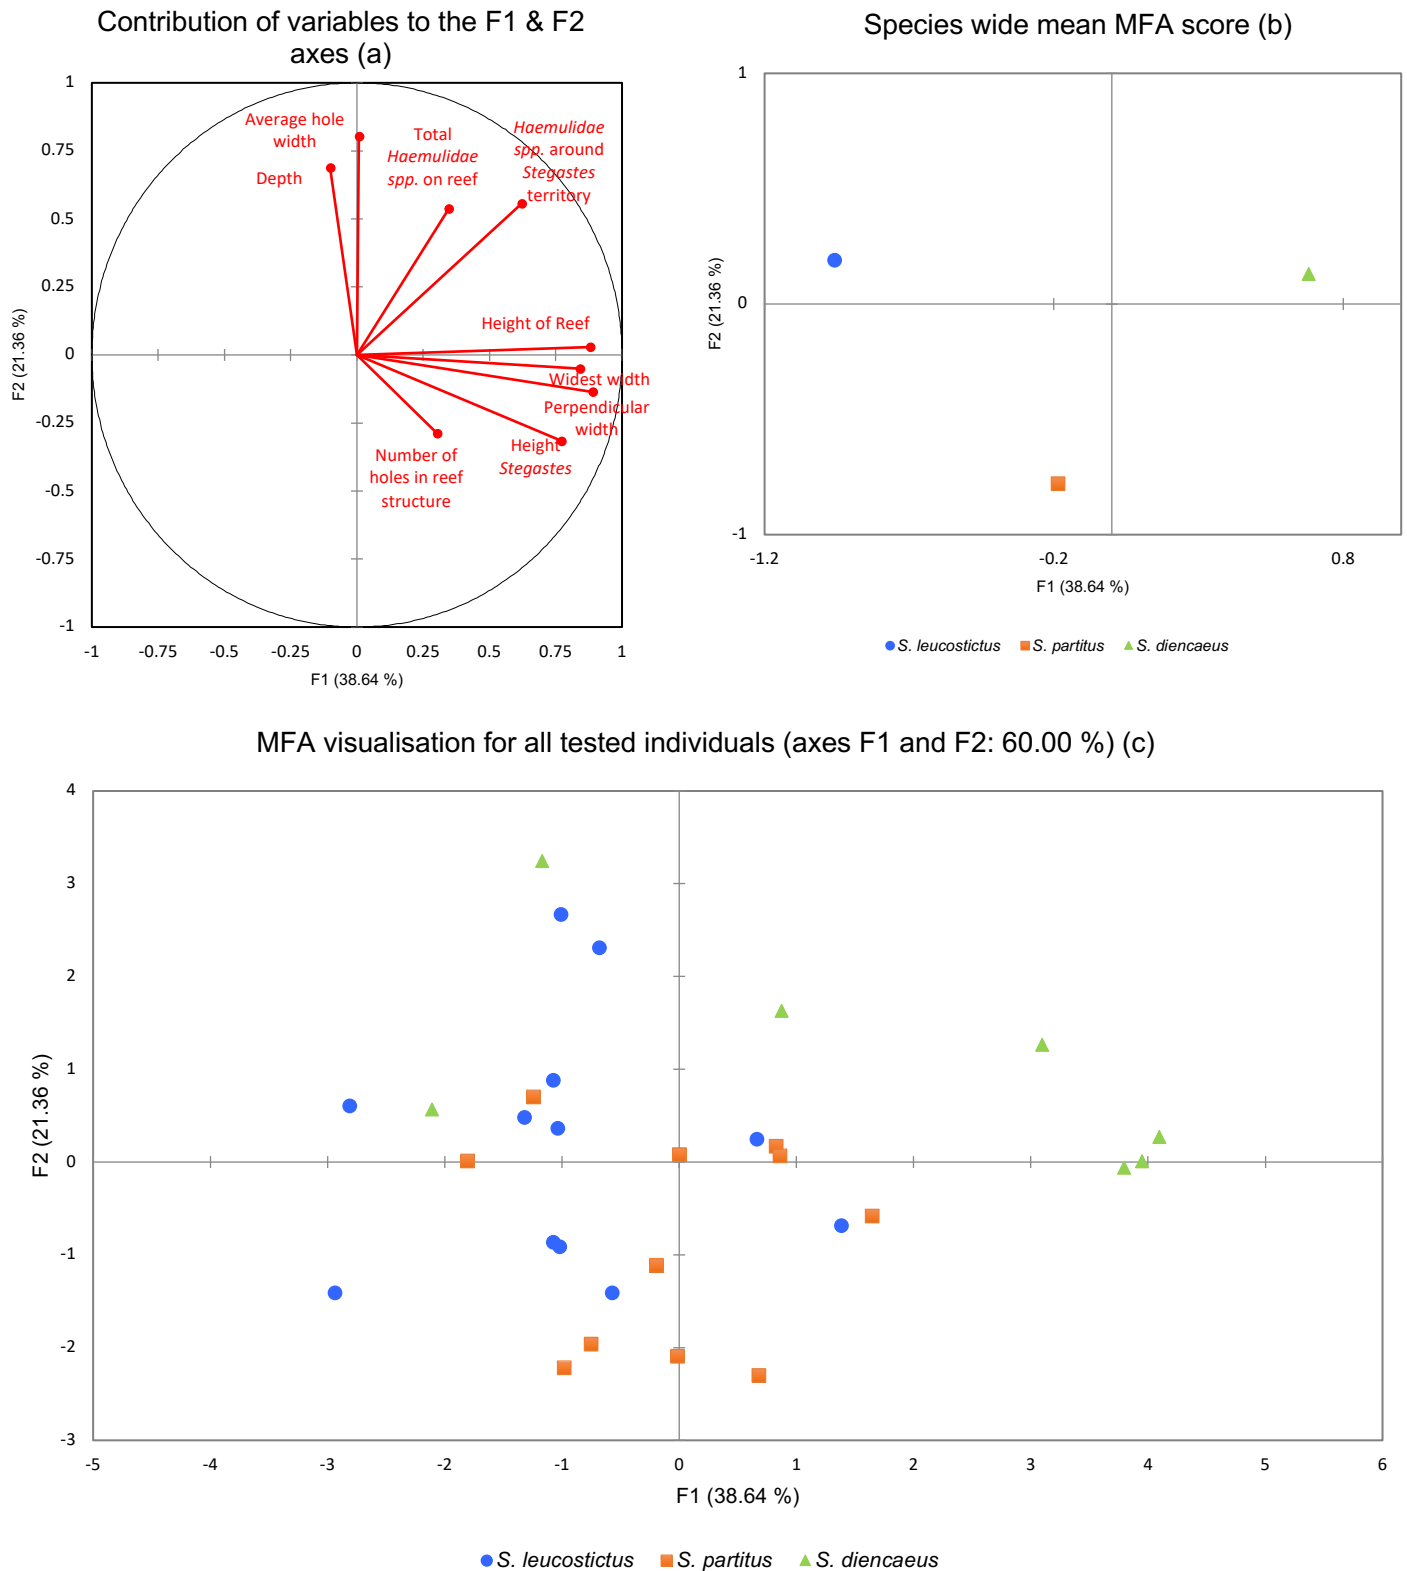 Contribution of variables to the F1 & F2
axes (a)
1
0.75
0.5
0.25
0
-0.25
-0.5
-0.75
-1
F2 (21.36 %)
Average hole
width
Depth
Total
Haemulidae
spp. on reef
Haemulidae
spp. around
Stegastes
territory
Height of Reef
Widest width
Perpendicular
width
Height
Stegastes
Number of
holes in reef
structure
-1 -0.75 -0.5 -0.25 0 0.25 0.5 0.75 1
F1 (38.64 %)
Species wide mean MFA score (b)
1
0
-1
F2 (21.36 %)
-1.2 -0.2 0.8
F1 (38.64 %)
S. leucostictus S. partitus S. diencaeus
MFA visualisation for all tested individuals (axes F1 and F2: 60.00 %) (c)
4
3
2
1
0
-1
-2
-3
F2 (21.36 %)
-5 -4 -3 -2 -1 0 1 2 3 4 5 6
F1 (38.64 %)
S. leucostictus S. partitus S. diencaeus